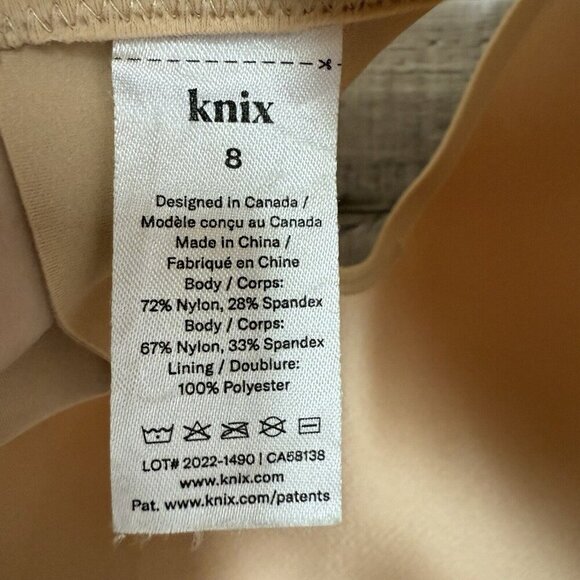 knix
8
Designed in Canada /
Modèle conçu au Canada
Made in China /
Fabriqué en Chine
Body / Corps:
72% Nylon, 28% Spandex
Body / Corps:
67% Nylon, 33% Spandex
Lining / Doublure:
100% Polyester
LOT# 2022-1490 | CA58138
www.knix.com
Pat. www.knix.com/patents